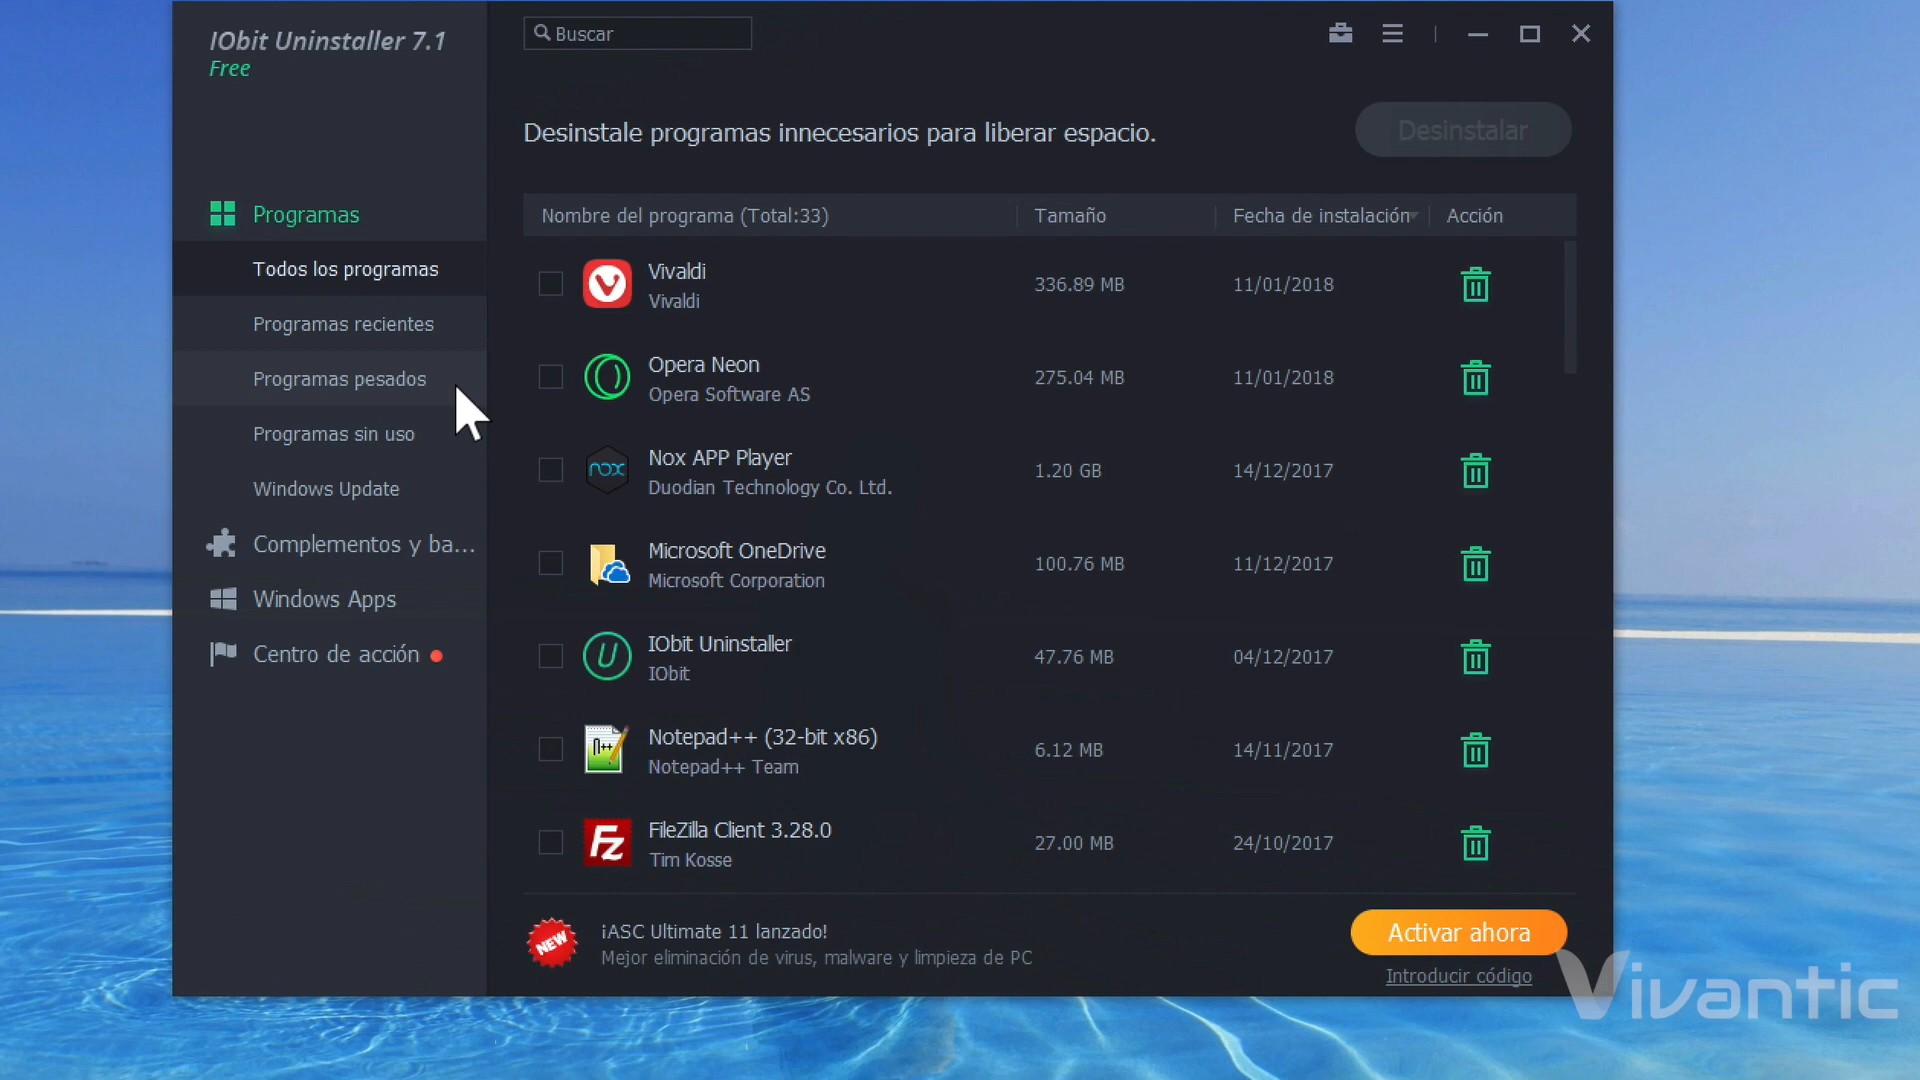 IObit Uninstaller 7.1
Free
Buscar
Desinstale programas innecesarios para liberar espacio.
Desinstalar
Programas
Todos los programas
Programas recientes
Programas pesados
Programas sin uso
Windows Update
Complementos y ba...
Windows Apps
Centro de acción
Nombre del programa (Total:33) Tamaño Fecha de instalación Acción
Vivaldi
Vivaldi
336.89 MB 11/01/2018
Opera Neon
Opera Software AS
275.04 MB 11/01/2018
nox
Nox APP Player
Duodian Technology Co. Ltd.
1.20 GB 14/12/2017
Microsoft OneDrive
Microsoft Corporation
100.76 MB 11/12/2017
U
IObit Uninstaller
IObit
47.76 MB 04/12/2017
n++
Notepad++ (32-bit x86)
Notepad++ Team
6.12 MB 14/11/2017
Fz
FileZilla Client 3.28.0
Tim Kosse
27.00 MB 24/10/2017
NEW
¡ASC Ultimate 11 lanzado!
Mejor eliminación de virus, malware y limpieza de PC
Activar ahora
Introducir código
Vivantic